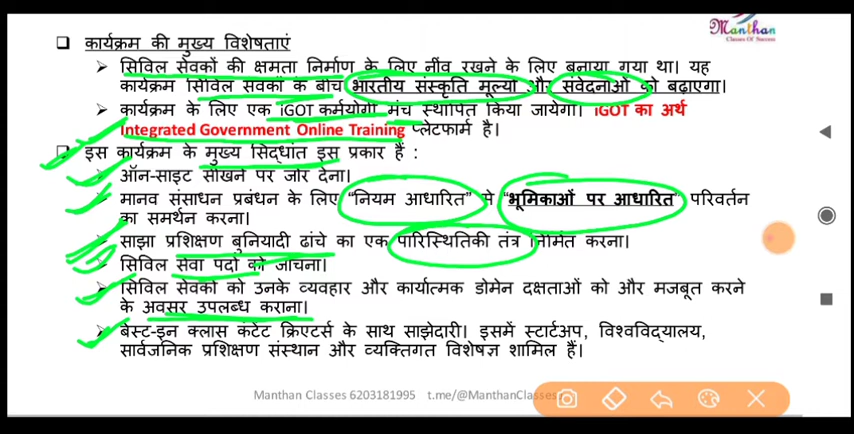 Manthan
Classes Of Success
❑ कार्यक्रम की मुख्य विशेषताएं
➢ सिविल सेवकों की क्षमता निर्माण के लिए नींव रखने के लिए बनाया गया था। यह
कार्यक्रम सिविल सेवकों के बीच भारतीय संस्कृति मूल्यों और संवेदनाओं को बढ़ाएगा।
➢ कार्यक्रम के लिए एक iGOT कर्मयोगी मंच स्थापित किया जायेगा। iGOT का अर्थ
Integrated Government Online Training प्लेटफार्म है।
❑ इस कार्यक्रम के मुख्य सिद्धांत इस प्रकार हैं :
➢ ऑन-साइट सीखने पर जोर देना।
➢ मानव संसाधन प्रबंधन के लिए “नियम आधारित” से “भूमिकाओं पर आधारित” परिवर्तन
का समर्थन करना।
➢ साझा प्रशिक्षण बुनियादी ढांचे का एक पारिस्थितिकी तंत्र निर्मित करना।
➢ सिविल सेवा पदों को जांचना।
➢ सिविल सेवकों को उनके व्यवहार और कार्यात्मक डोमेन दक्षताओं को और मजबूत करने
के अवसर उपलब्ध कराना।
➢ बेस्ट-इन क्लास कंटेंट क्रिएटर्स के साथ साझेदारी। इसमें स्टार्टअप, विश्वविद्यालय,
सार्वजनिक प्रशिक्षण संस्थान और व्यक्तिगत विशेषज्ञ शामिल हैं।
Manthan Classes 6203181995 t.me/@ManthanClasses